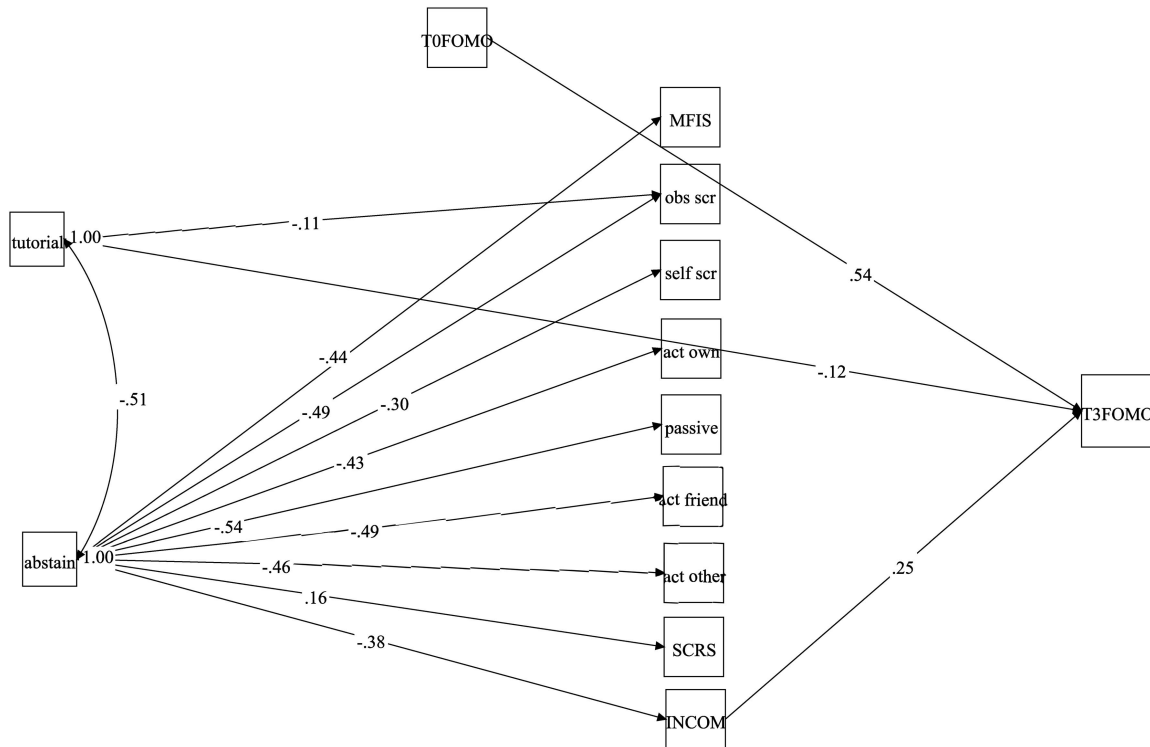 T0FOMO
MFIS
obs scr
-.11
tutorial
1.00
self scr
.54
act own
-.44
-.12
-.51
-.49
-.30
T3FOMO
passive
-.43
act friend
-.54
-.49
abstain
1.00
-.46
.25
act other
.16
-.38
SCRS
INCOM